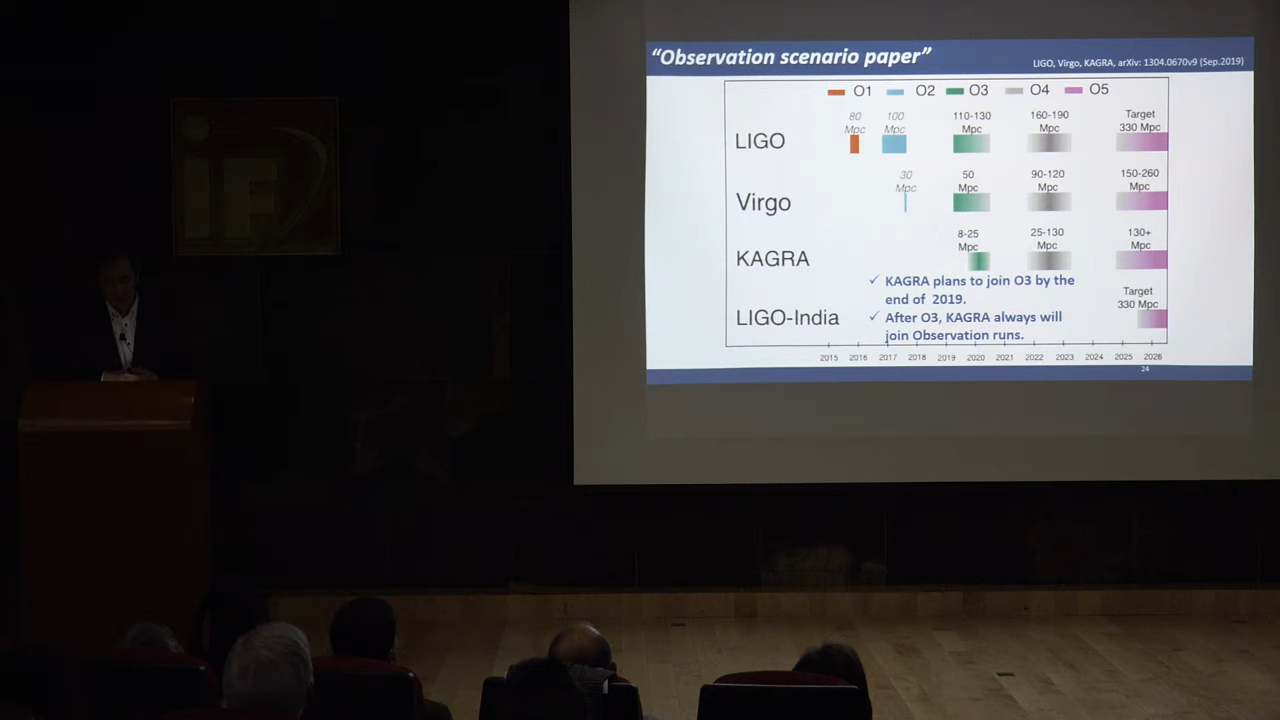 iF
“Observation scenario paper”
LIGO, Virgo, KAGRA, arXiv: 1304.0670v9 (Sep.2019)
O1 O2 O3 O4 O5
80 Mpc 100 Mpc 110-130 Mpc 160-190 Mpc Target 330 Mpc
LIGO
30 Mpc 50 Mpc 90-120 Mpc 150-260 Mpc
Virgo
8-25 Mpc 25-130 Mpc 130+ Mpc
KAGRA
✓ KAGRA plans to join O3 by the
end of 2019.
Target 330 Mpc
LIGO-India
✓ After O3, KAGRA always will
join Observation runs.
2015 2016 2017 2018 2019 2020 2021 2022 2023 2024 2025 2026
24